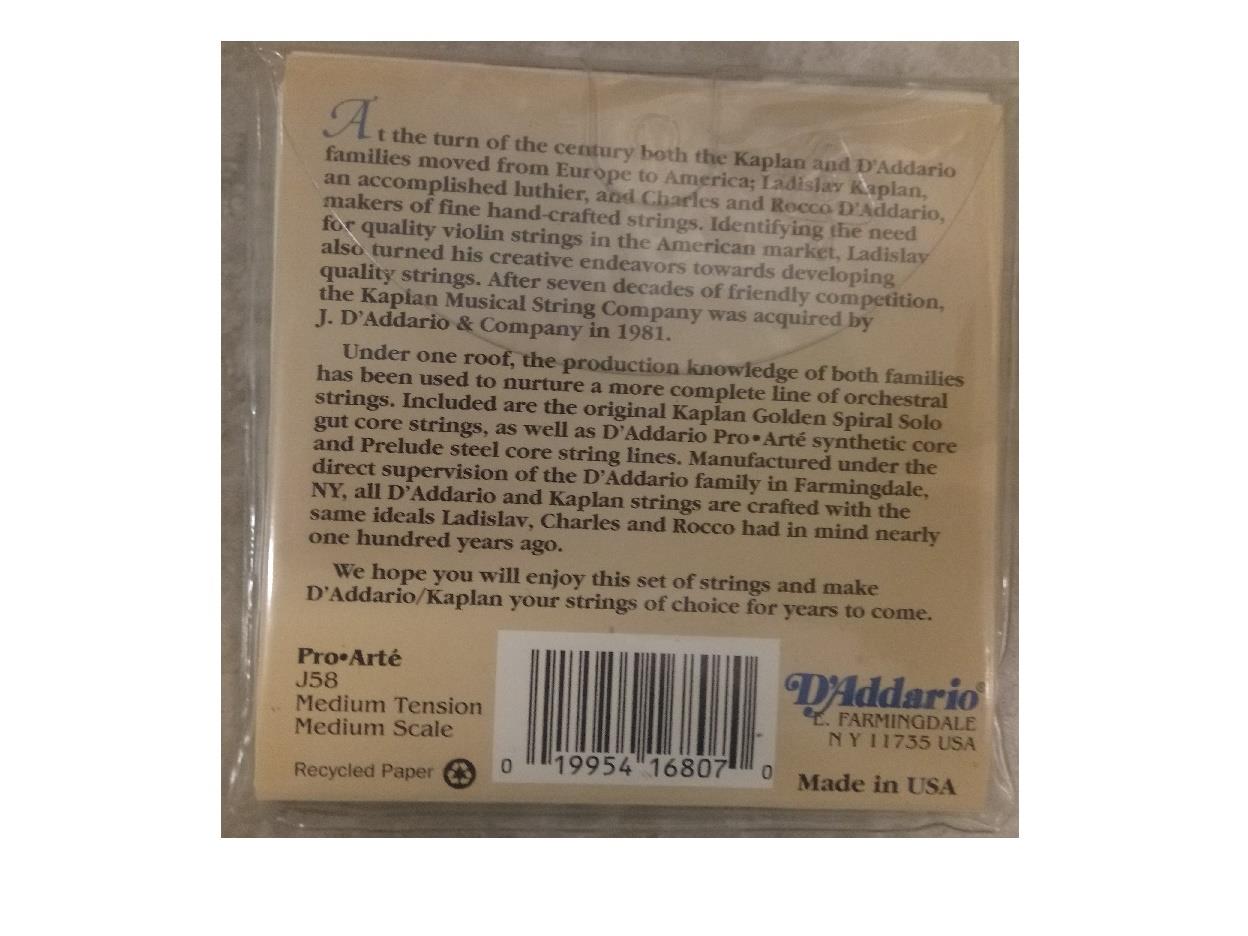 At the turn of the century both the Kaplan and D'Addario
families moved from Europe to America; Ladislav Kaplan,
an accomplished luthier, and Charles and Rocco D'Addario,
makers of fine hand-crafted strings. Identifying the need
for quality violin strings in the American market, Ladislav
also turned his creative endeavors towards developing
quality strings. After seven decades of friendly competition,
the Kaplan Musical String Company was acquired by
J. D'Addario & Company in 1981.
Under one roof, the production knowledge of both families
has been used to nurture a more complete line of orchestral
strings. Included are the original Kaplan Golden Spiral Solo
gut core strings, as well as D'Addario Pro•Arté synthetic core
and Prelude steel core string lines. Manufactured under the
direct supervision of the D'Addario family in Farmingdale,
NY, all D'Addario and Kaplan strings are crafted with the
same ideals Ladislav, Charles and Rocco had in mind nearly
one hundred years ago.
We hope you will enjoy this set of strings and make
D'Addario/Kaplan your strings of choice for years to come.
Pro•Arté
J58
Medium Tension
Medium Scale
Recycled Paper
0 19954 16807 0
D'Addario®
E. FARMINGDALE
N Y 11735 USA
Made in USA